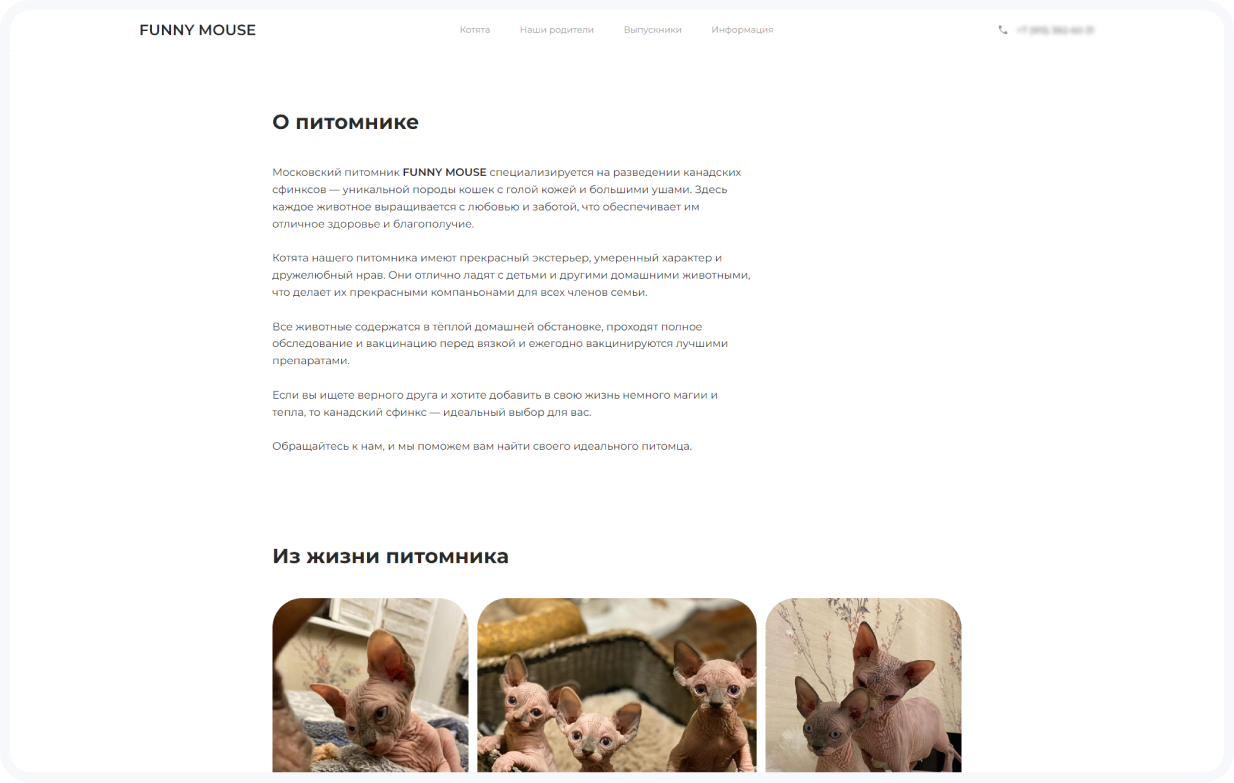 FUNNY MOUSE
Котята
Наши родители
Выпускники
Информация
О питомнике
Московский питомник FUNNY MOUSE специализируется на разведении канадских
сфинксов — уникальной породы кошек с голой кожей и большими ушами. Здесь
каждое животное выращивается с любовью и заботой, что обеспечивает им
отличное здоровье и благополучие.
Котята нашего питомника имеют прекрасный экстерьер, умеренный характер и
дружелюбный нрав. Они отлично ладят с детьми и другими домашними животными,
что делает их прекрасными компаньонами для всех членов семьи.
Все животные содержатся в тёплой домашней обстановке, проходят полное
обследование и вакцинацию перед вязкой и ежегодно вакцинируются лучшими
препаратами.
Если вы ищете верного друга и хотите добавить в свою жизнь немного магии и
тепла, то канадский сфинкс — идеальный выбор для вас.
Обращайтесь к нам, и мы поможем вам найти своего идеального питомца.
Из жизни питомника